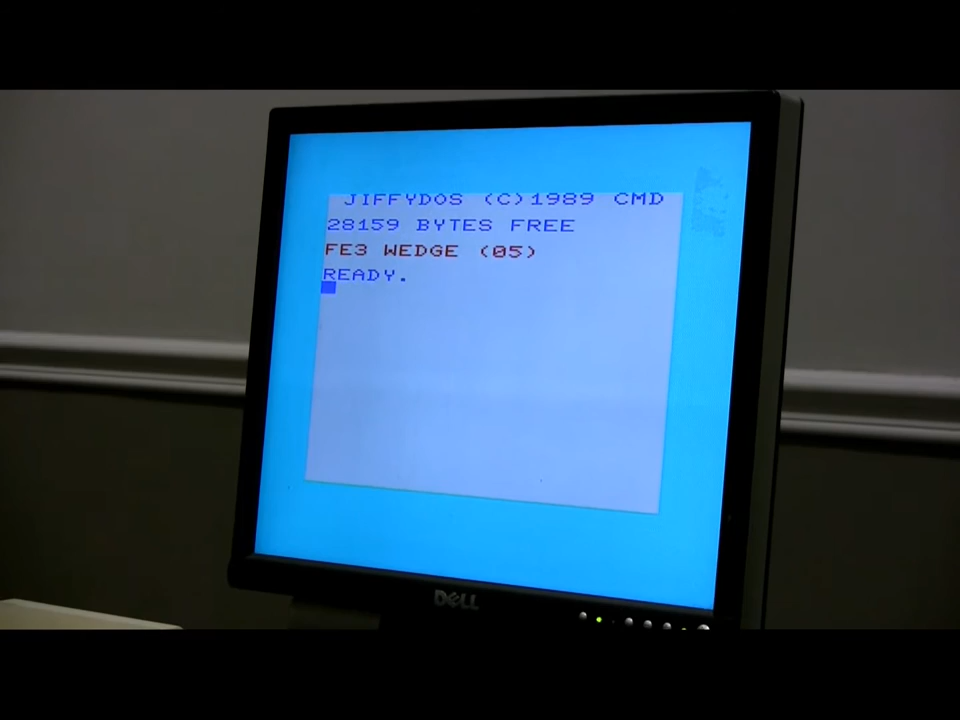 JIFFYDOS (C)1989 CMD
28159 BYTES FREE
FE3 WEDGE (05)
READY.
DELL